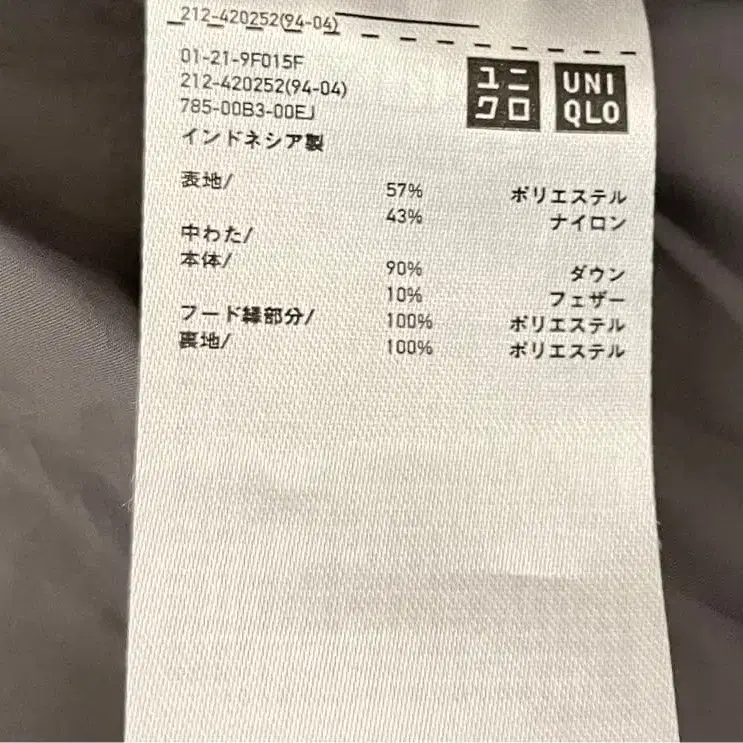 212-420252(94-04)
01-21-9F015F
212-420252(94-04)
785-00B3-00EJ
インドネシア製
ユニ
クロ
UNI
QLO
表地/ 57% ポリエステル
43% ナイロン
中わた/
本体/ 90% ダウン
10% フェザー
フード縁部分/ 100% ポリエステル
裏地/ 100% ポリエステル